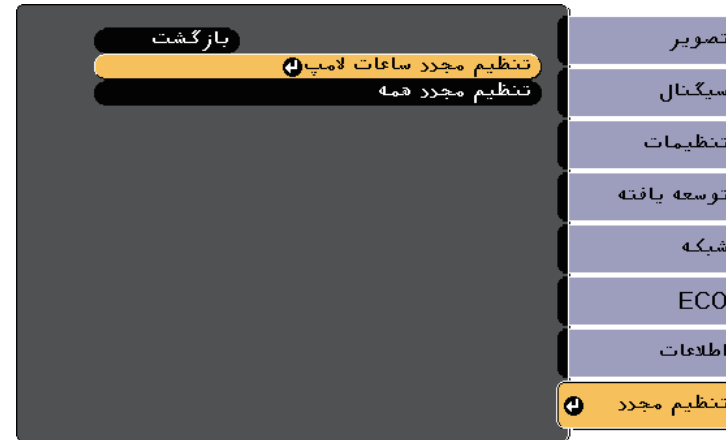 تصویر
سیگنال
تنظیمات
توسعه یافته
شبکه
ECO
اطلاعات
تنظیم مجدد
بازگشت
تنظیم مجدد ساعات لامپ
تنظیم مجدد همه